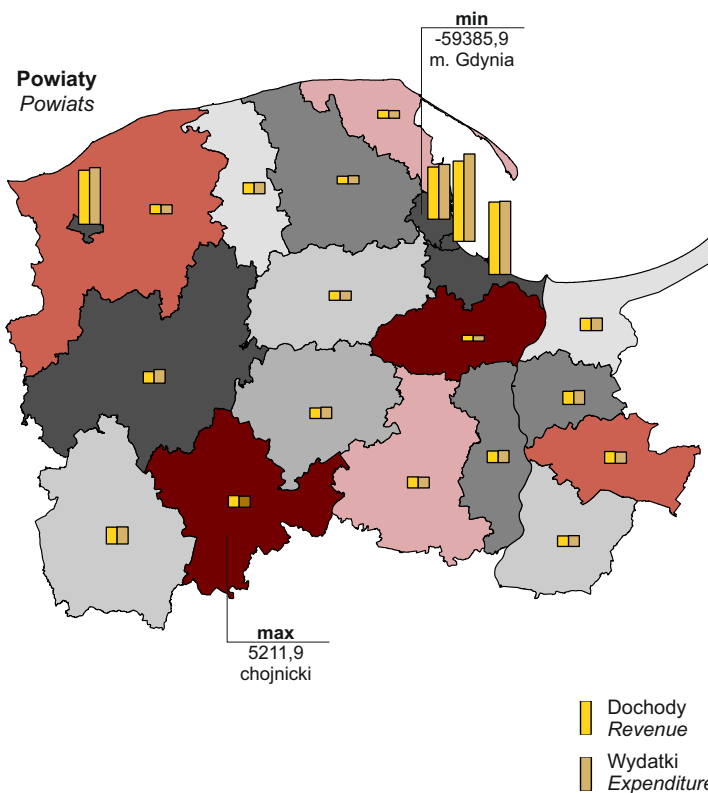 min
-59385,9
m. Gdynia
Powiaty
Powiats
max
5211,9
chojnicki
Dochody
Revenue
Wydatki
Expenditure